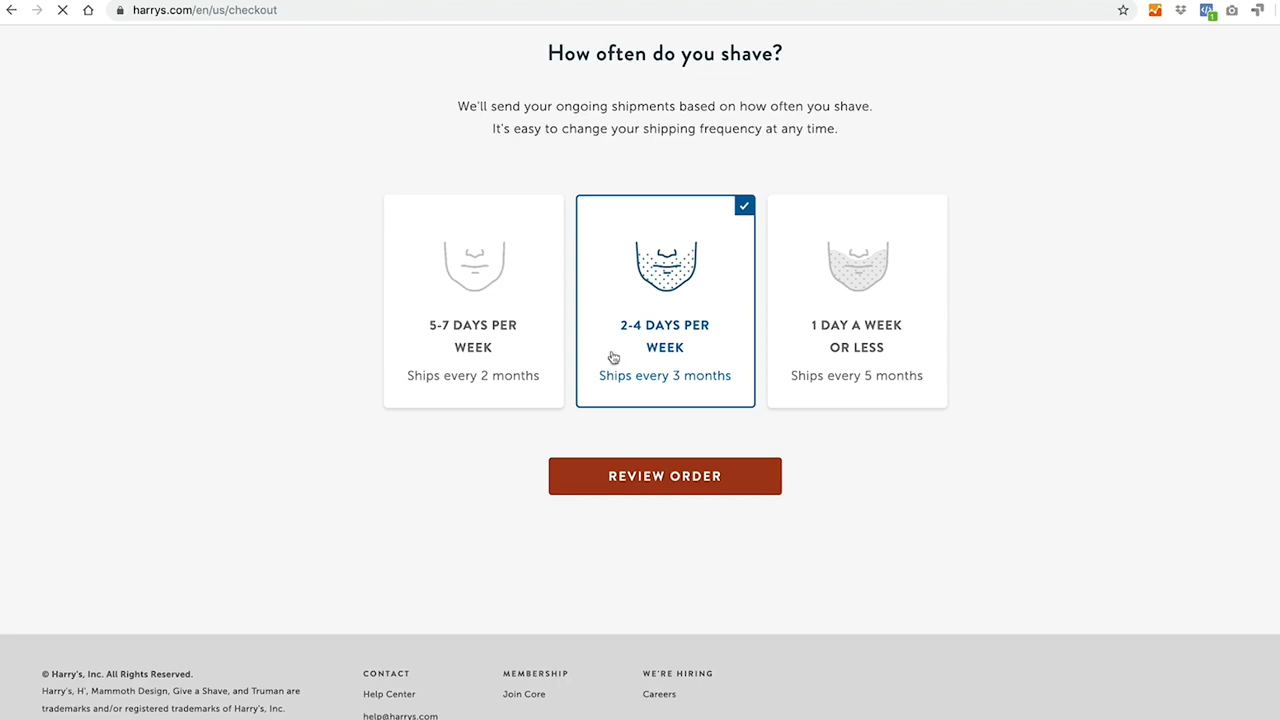 harrys.com/en/us/checkout
1
How often do you shave?
We'll send your ongoing shipments based on how often you shave.
It's easy to change your shipping frequency at any time.
5-7 DAYS PER
WEEK
Ships every 2 months
2-4 DAYS PER
WEEK
Ships every 3 months
1 DAY A WEEK
OR LESS
Ships every 5 months
REVIEW ORDER
© Harry's, Inc. All Rights Reserved.
Harry's, H', Mammoth Design, Give a Shave, and Truman are
trademarks and/or registered trademarks of Harry's, Inc.
CONTACT
Help Center
help@harrys.com
MEMBERSHIP
Join Core
WE'RE HIRING
Careers